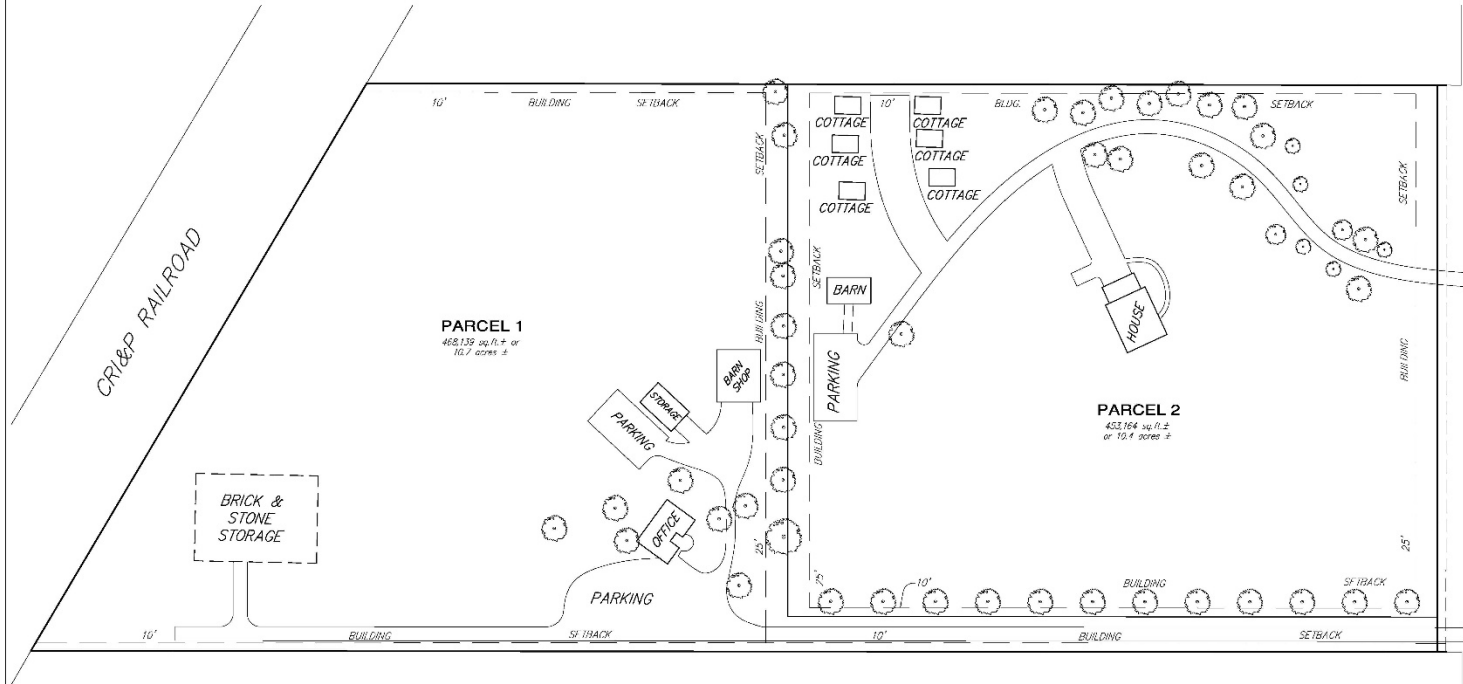 10'
BUILDING
SETBACK
10'
BLDG.
SETBACK
COTTAGE
COTTAGE
COTTAGE
COTTAGE
COTTAGE
COTTAGE
SETBACK
SETBACK
SETBACK
CRI&P RAILROAD
BARN
PARCEL 1
468,139 sq.ft.± or
10.7 acres ±
BUILDING
HOUSE
BUILDING
BARN
SHOP
STORAGE
PARKING
PARKING
PARCEL 2
453,164 sq.ft.±
or 10.4 acres ±
BUILDING
BRICK &
STONE
STORAGE
OFFICE
25'
25'
25'
10'
BUILDING
SETBACK
PARKING
10'
BUILDING
SETBACK
10'
BUILDING
SETBACK